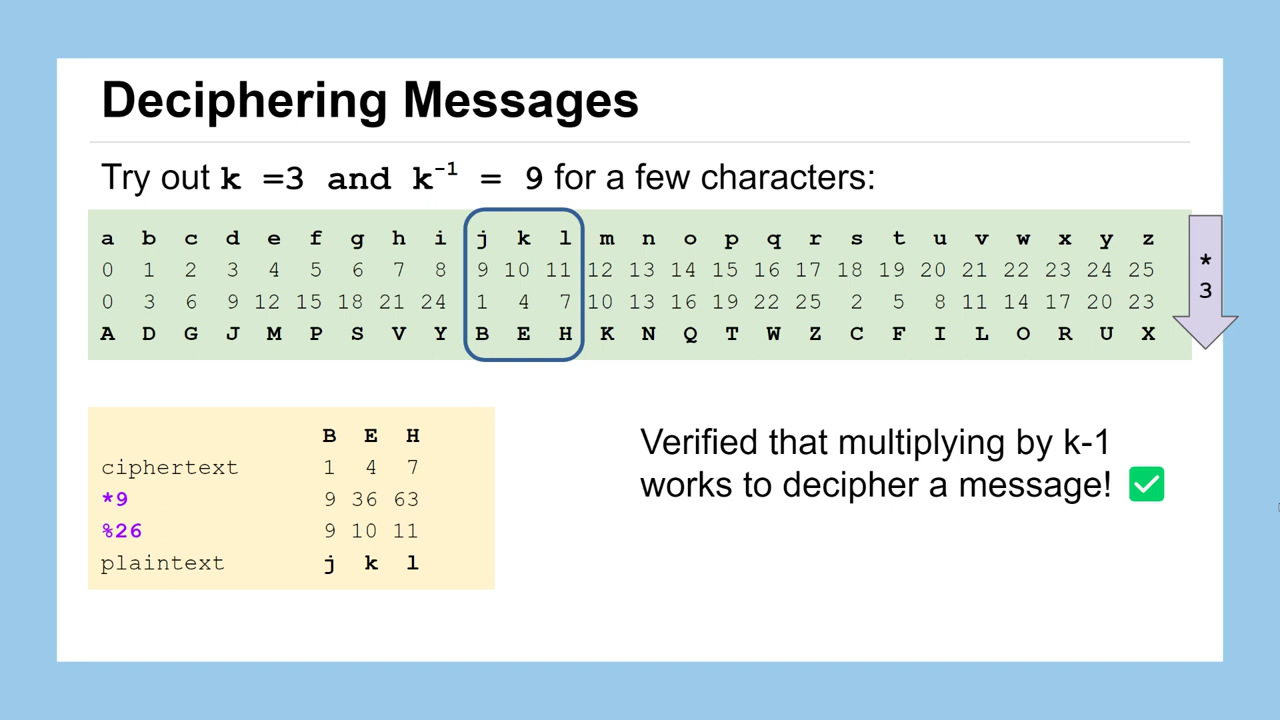 Deciphering Messages
Try out k =3 and k⁻¹ = 9 for a few characters:
a b c d e f g h i j k l m n o p q r s t u v w x y z
0 1 2 3 4 5 6 7 8 9 10 11 12 13 14 15 16 17 18 19 20 21 22 23 24 25
0 3 6 9 12 15 18 21 24 1 4 7 10 13 16 19 22 25 2 5 8 11 14 17 20 23
A D G J M P S V Y B E H K N Q T W Z C F I L O R U X
*
3
B E H
ciphertext 1 4 7
*9 9 36 63
%26 9 10 11
plaintext j k l
Verified that multiplying by k-1
works to decipher a message! ✅